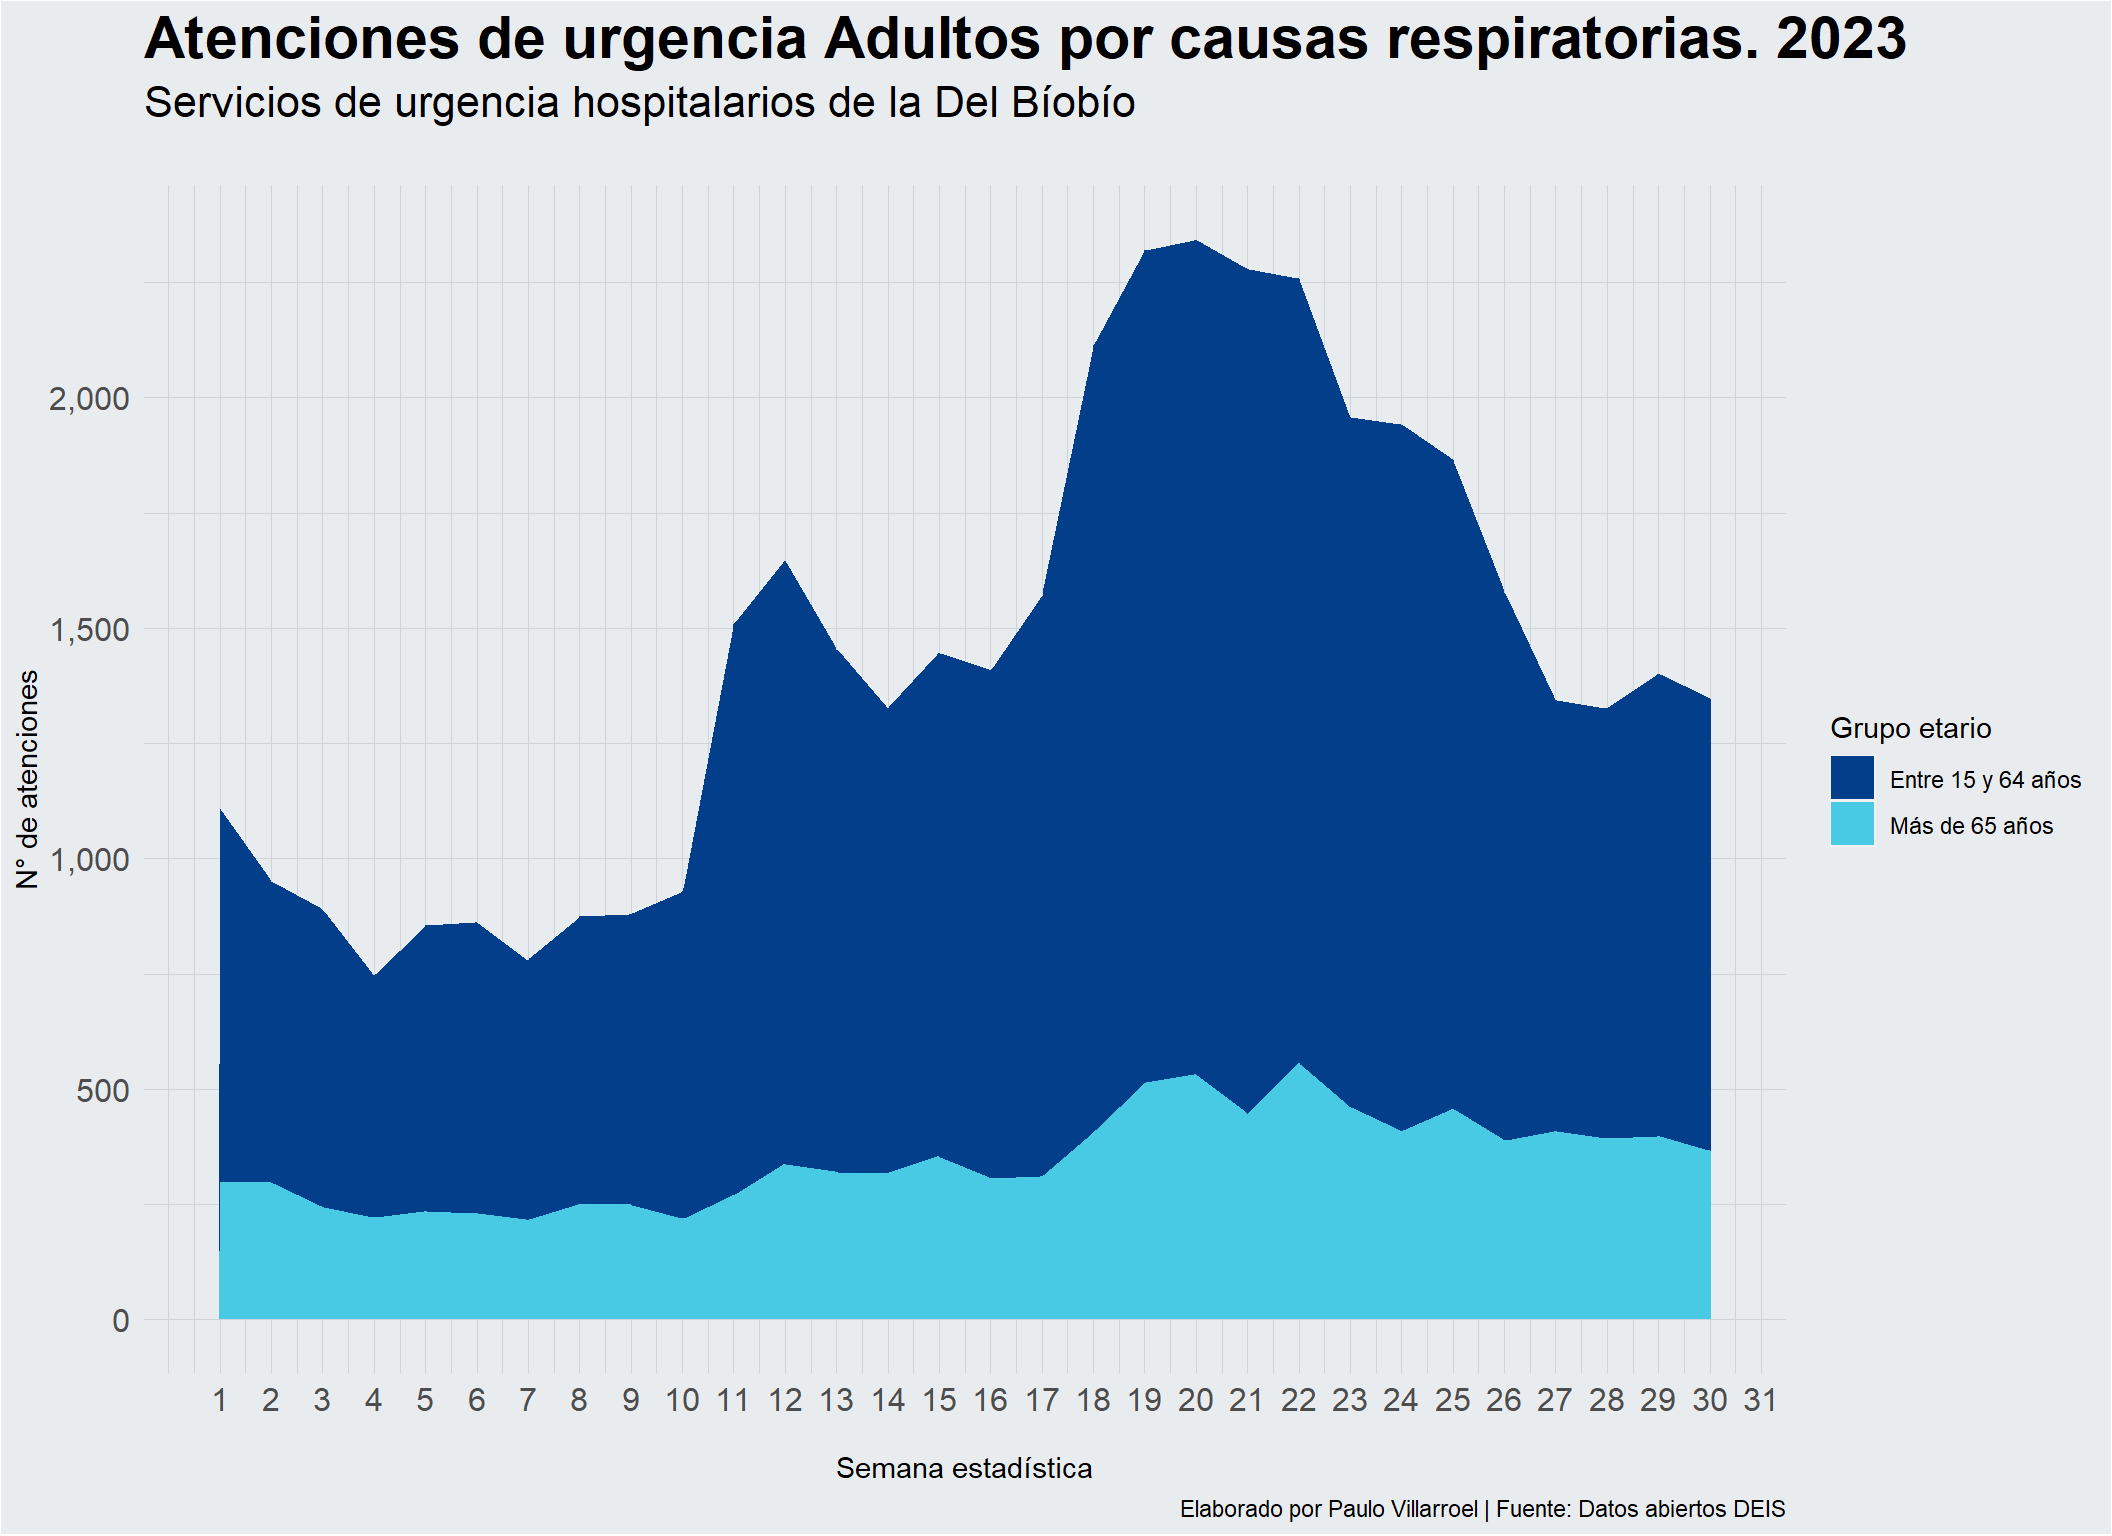 Atenciones de urgencia Adultos por causas respiratorias. 2023
Servicios de urgencia hospitalarios de la Del Bíobío
N° de atenciones
2,000
1,500
1,000
500
0
1 2 3 4 5 6 7 8 9 10 11 12 13 14 15 16 17 18 19 20 21 22 23 24 25 26 27 28 29 30 31
Semana estadística
Grupo etario
Entre 15 y 64 años
Más de 65 años
Elaborado por Paulo Villarroel | Fuente: Datos abiertos DEIS